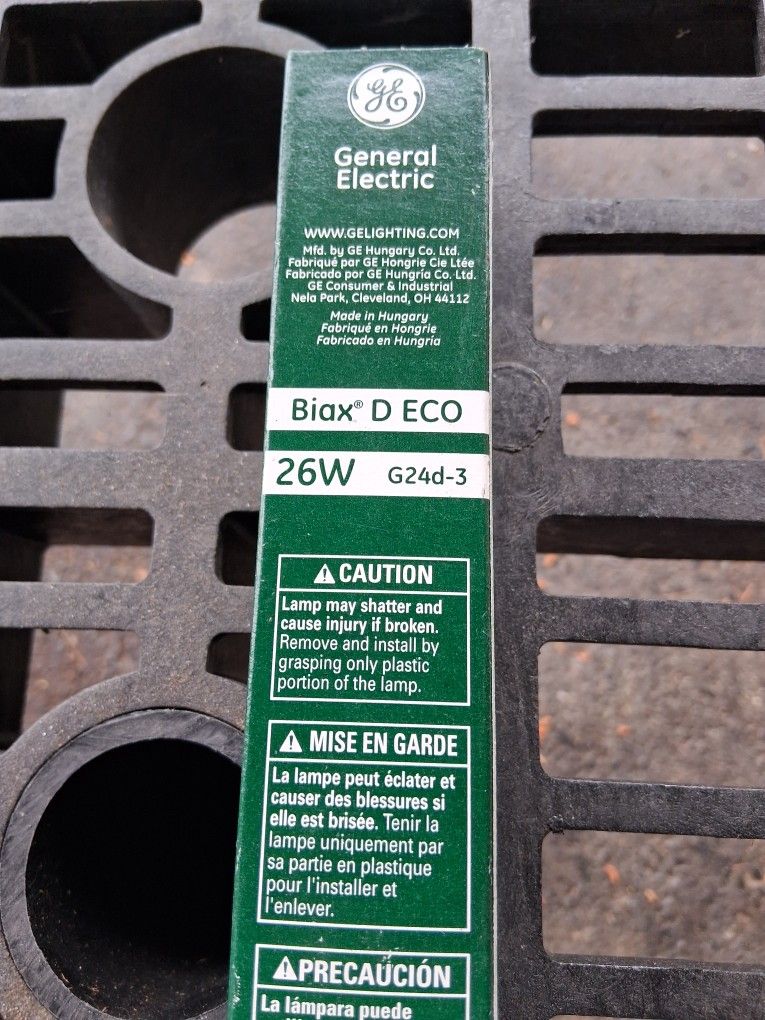 GE
General
Electric
WWW.GELIGHTING.COM
Mfd. by GE Hungary Co. Ltd.
Fabriqué par GE Hongrie Cie Ltée
Fabricado por GE Hungría Co. Ltd.
GE Consumer & Industrial
Nela Park, Cleveland, OH 44112
Made in Hungary
Fabriqué en Hongrie
Fabricado en Hungría
Biax® D ECO
26W G24d-3
⚠ CAUTION
Lamp may shatter and
cause injury if broken.
Remove and install by
grasping only plastic
portion of the lamp.
⚠ MISE EN GARDE
La lampe peut éclater et
causer des blessures si
elle est brisée. Tenir la
lampe uniquement par
sa partie en plastique
pour l'installer et
l'enlever.
⚠ PRECAUCIÓN
La lámpara puede